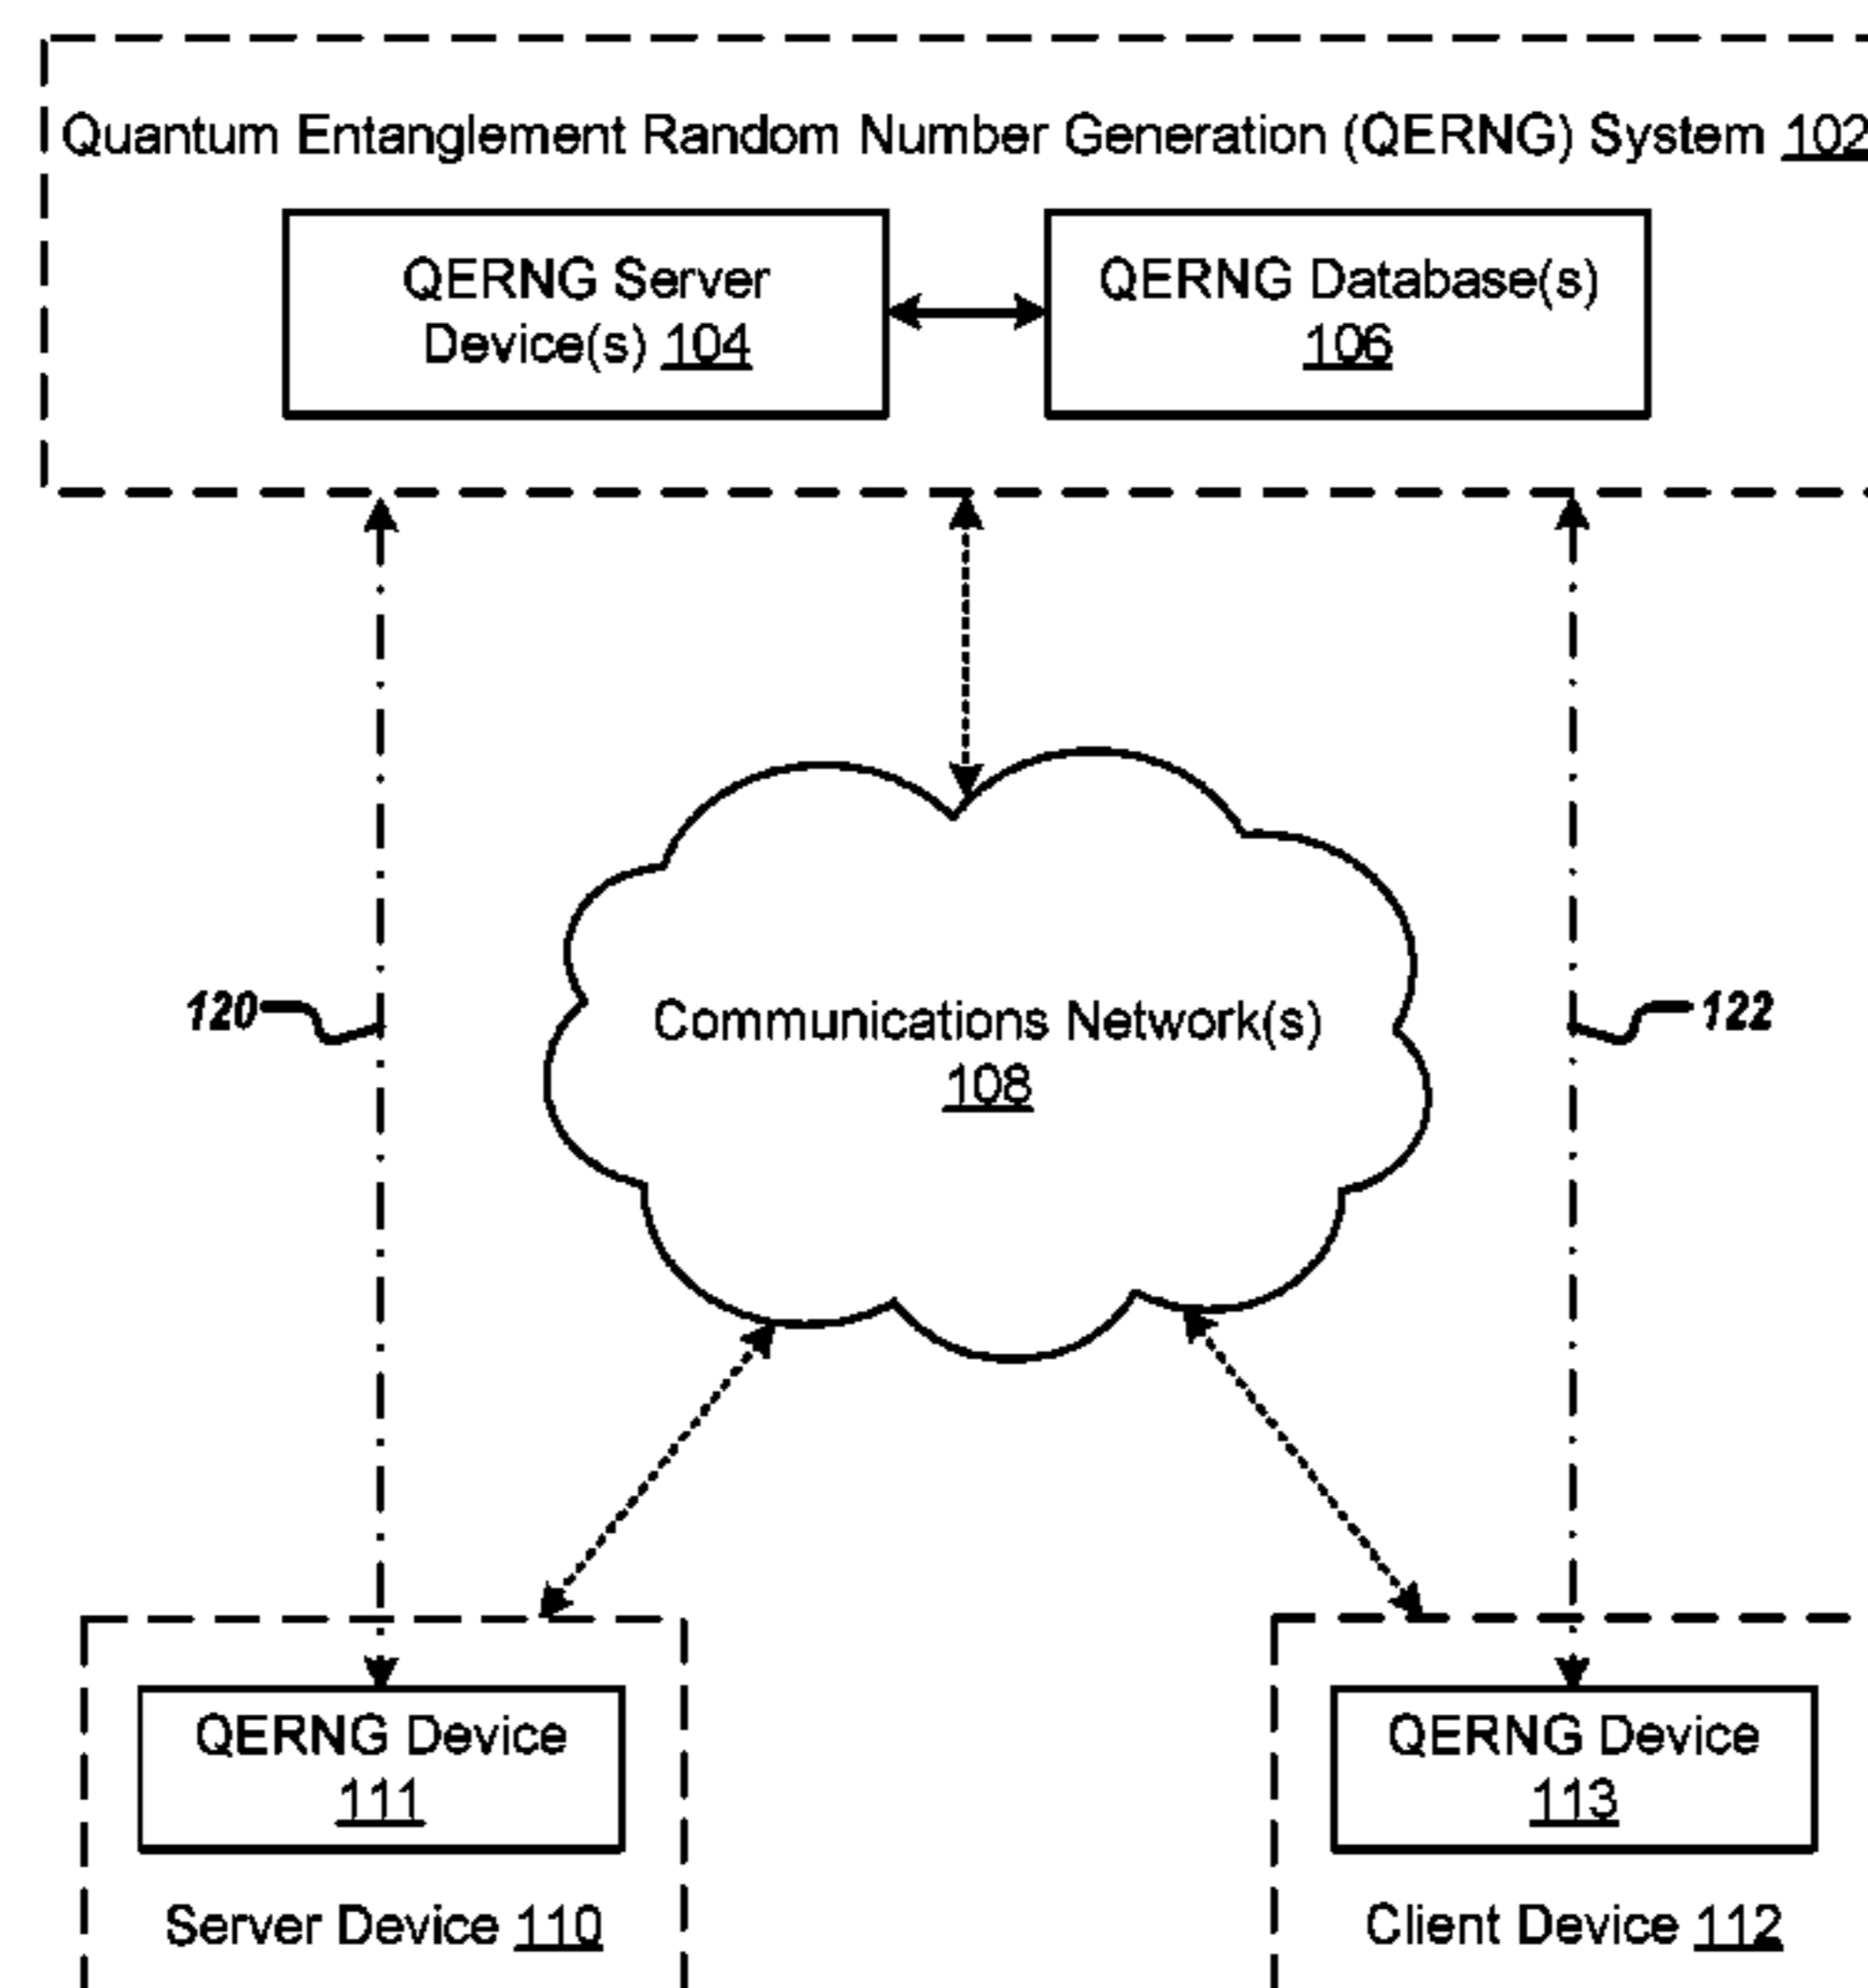 Quantum Entanglement Random Number Generation (QERNG) System 102
QERNG Server
Device(s) 104
QERNG Database(s)
106
120
Communications Network(s)
108
122
QERNG Device
111
Server Device 110
QERNG Device
113
Client Device 112